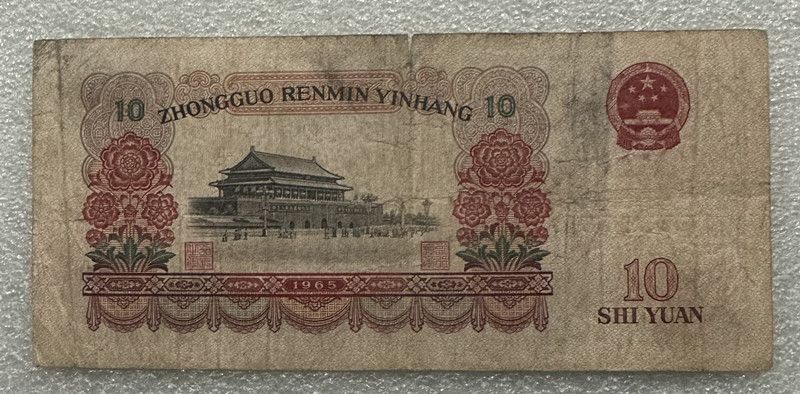 10 ZHONGGUO RENMIN YINHANG 10
1965
10
SHI YUAN